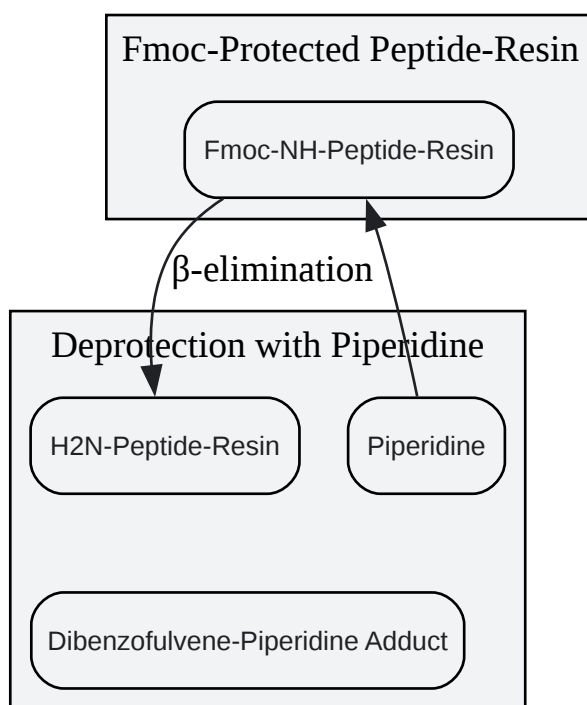 Fmoc-Protected Peptide-Resin
Fmoc-NH-Peptide-Resin
β-elimination
Deprotection with Piperidine
H2N-Peptide-Resin
Piperidine
Dibenzofulvene-Piperidine Adduct